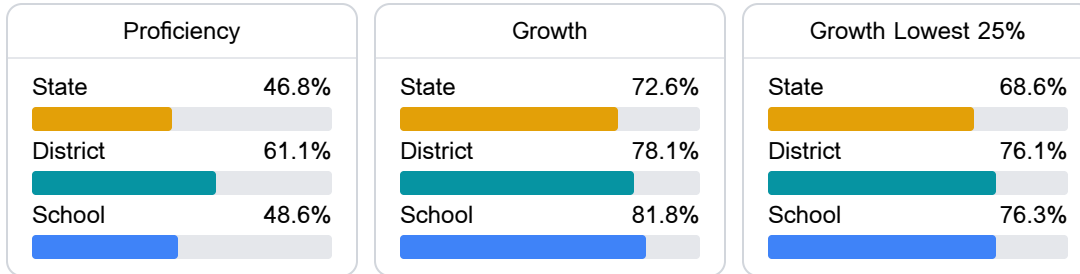 Proficiency
State 46.8%
District 61.1%
School 48.6%
Growth
State 72.6%
District 78.1%
School 81.8%
Growth Lowest 25%
State 68.6%
District 76.1%
School 76.3%